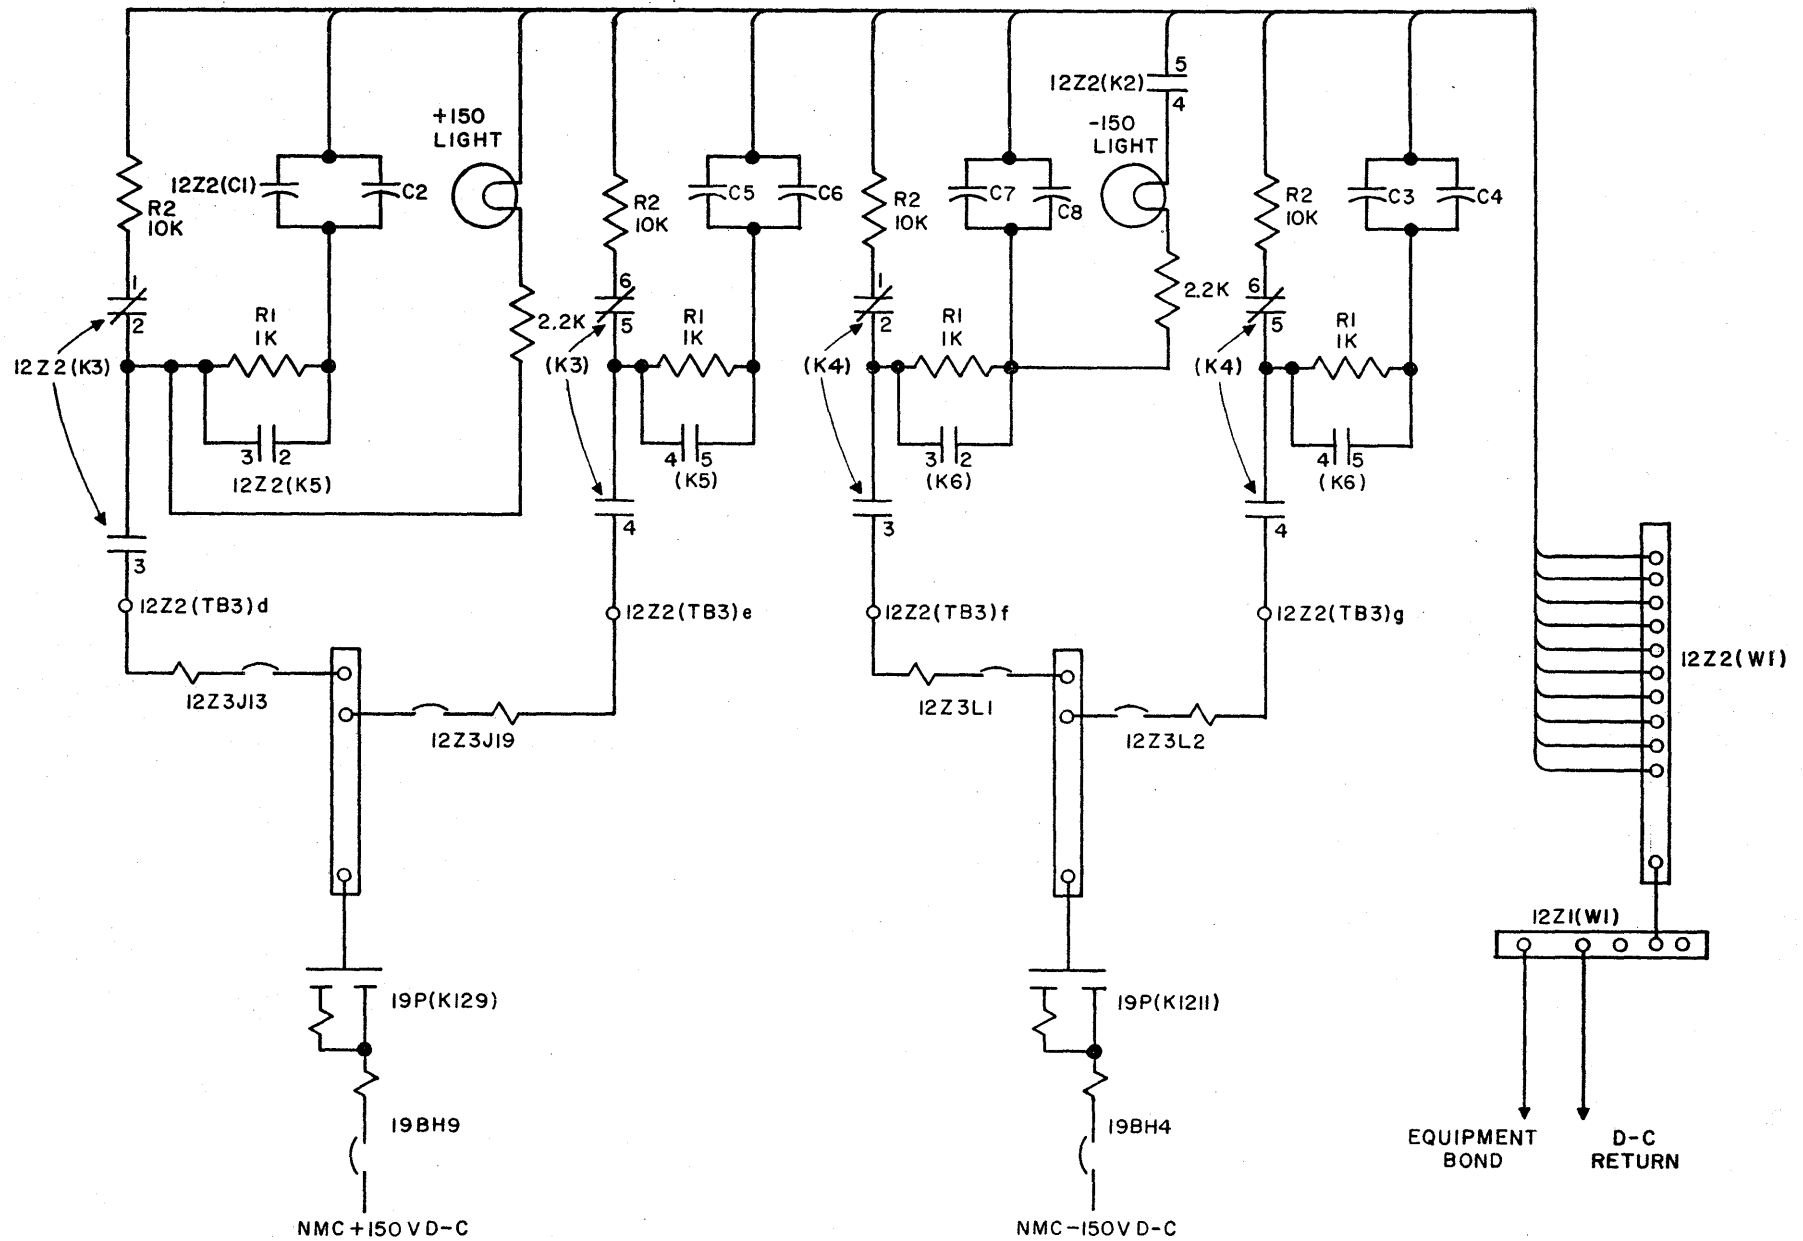 5
12Z2(K2)
4
+150
LIGHT
-150
LIGHT
12Z2(C1)
C2
C5
C6
C7
C8
C3
C4
R2
10K
R2
10K
R2
10K
R2
10K
1
2
6
5
1
2
6
5
2.2K
2.2K
R1
1K
R1
1K
R1
1K
R1
1K
12Z2(K3)
(K3)
(K4)
(K4)
3 2
12Z2(K5)
4 5
(K5)
3 2
(K6)
4 5
(K6)
3
4
3
4
12Z2(TB3)d
12Z2(TB3)e
12Z2(TB3)f
12Z2(TB3)g
12Z2(W1)
12Z3J13
12Z3J19
12Z3L1
12Z3L2
12Z1(W1)
19P(K129)
19P(K1211)
19BH9
19BH4
EQUIPMENT
BOND
D-C
RETURN
NMC+150VD-C
NMC-150VD-C